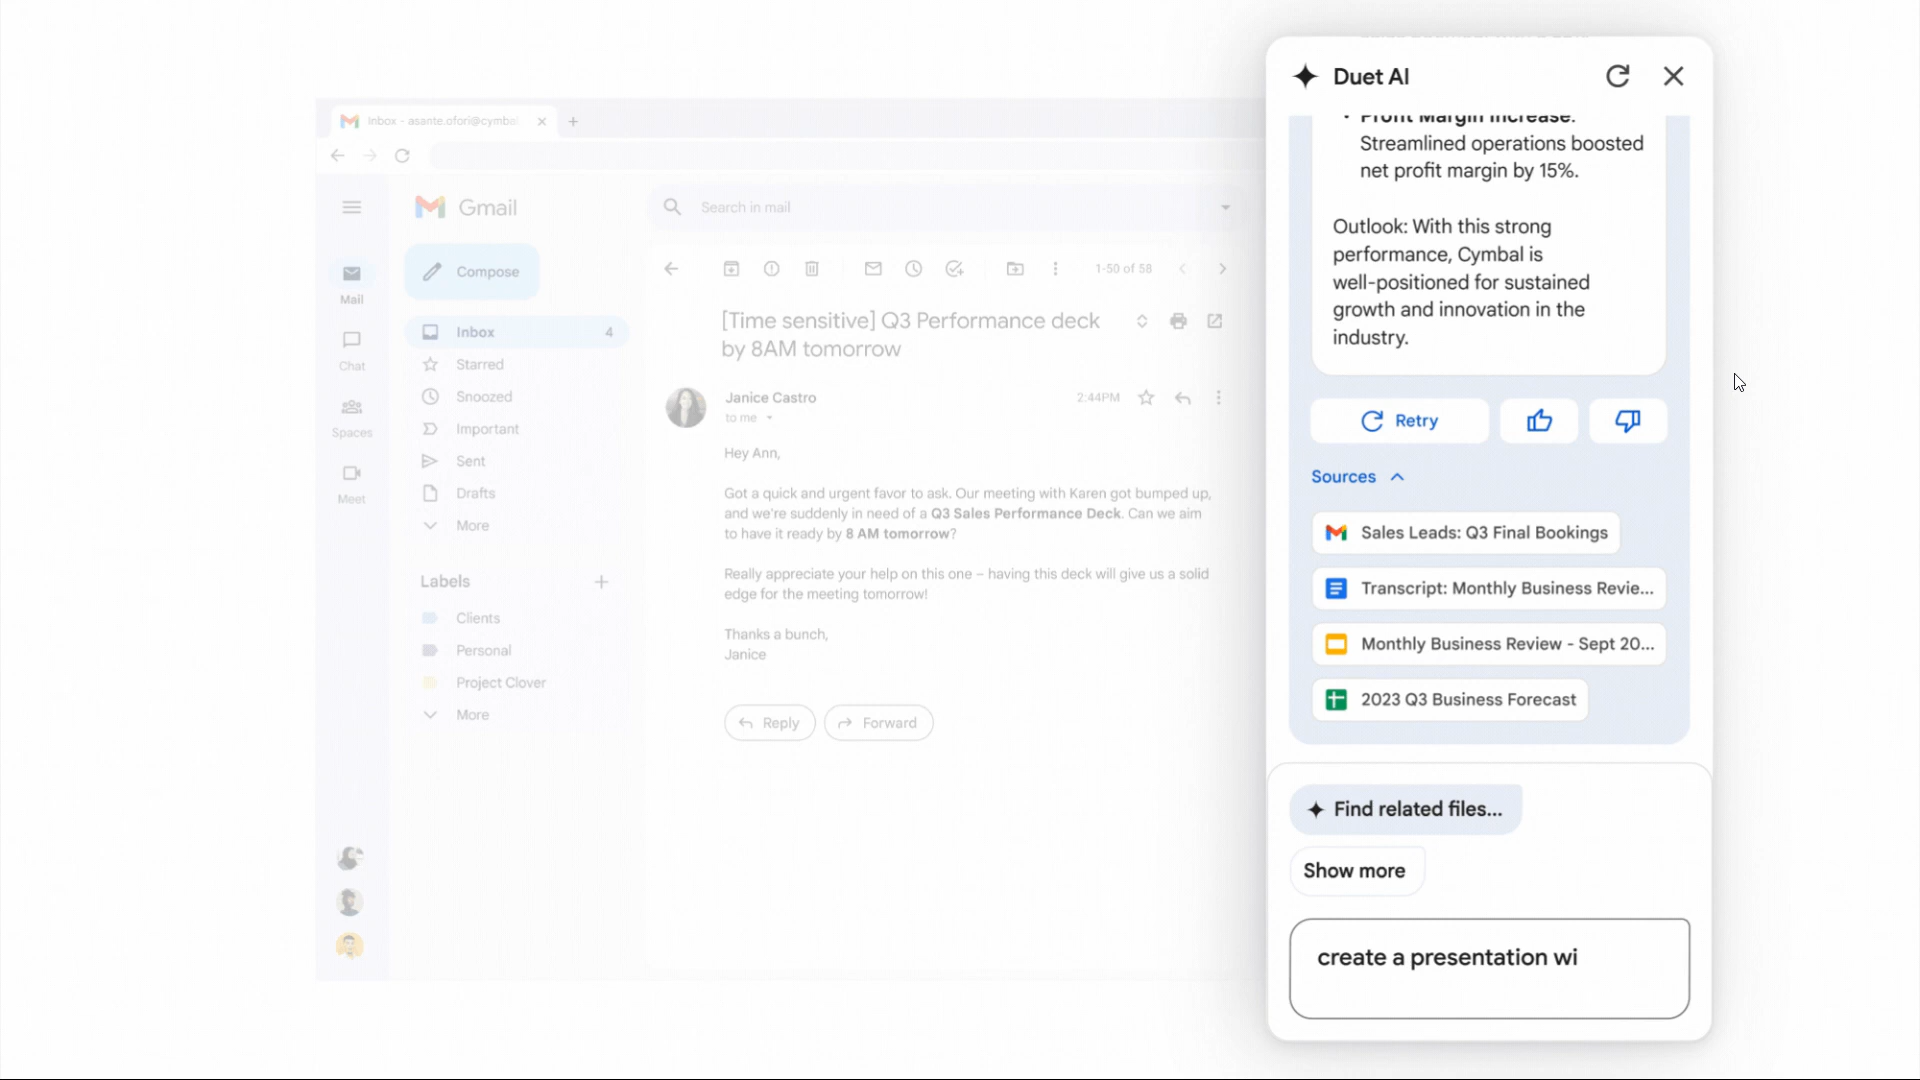 Inbox - asante.ofori@cymba
Gmail
Search in mail
Compose
Mail
Chat
Spaces
Meet
Inbox 4
Starred
Snoozed
Important
Sent
Drafts
More
Labels
Clients
Personal
Project Clover
More
1-50 of 58
[Time sensitive] Q3 Performance deck
by 8AM tomorrow
Janice Castro
2:44PM
to me
Hey Ann,
Got a quick and urgent favor to ask. Our meeting with Karen got bumped up,
and we're suddenly in need of a Q3 Sales Performance Deck. Can we aim
to have it ready by 8 AM tomorrow?
Really appreciate your help on this one – having this deck will give us a solid
edge for the meeting tomorrow!
Thanks a bunch,
Janice
Reply
Forward
Duet AI
• Profit Margin Increase:
Streamlined operations boosted
net profit margin by 15%.
Outlook: With this strong
performance, Cymbal is
well-positioned for sustained
growth and innovation in the
industry.
Retry
Sources
Sales Leads: Q3 Final Bookings
Transcript: Monthly Business Revie...
Monthly Business Review - Sept 20...
2023 Q3 Business Forecast
Find related files...
Show more
create a presentation wi